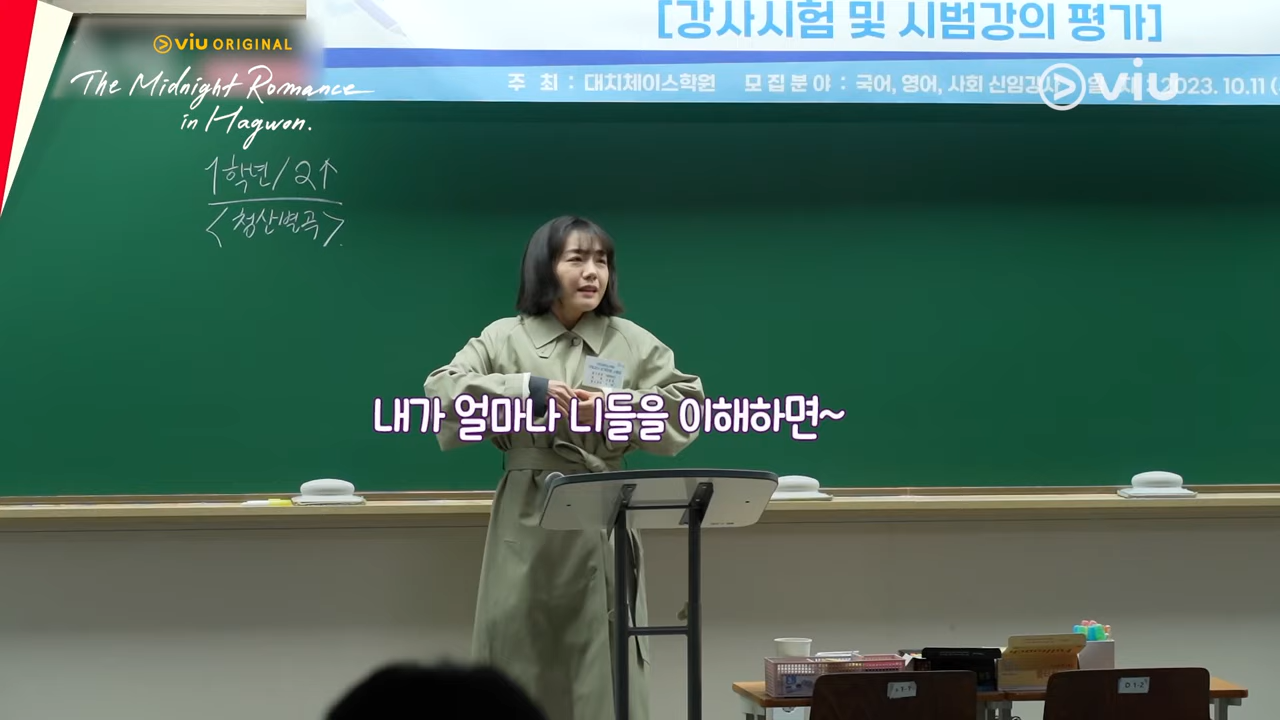 [강사시험 및 시범강의 평가]
viu ORIGINAL
The Midnight Romance
in Hagwon.
주 최 : 대치체이스학원 모 집 분 야 : 국어, 영어, 사회 신임강사
viu
2023. 10. 11 (
1학년/2↑
<청산별곡>.
내가 얼마나 니들을 이해하면~